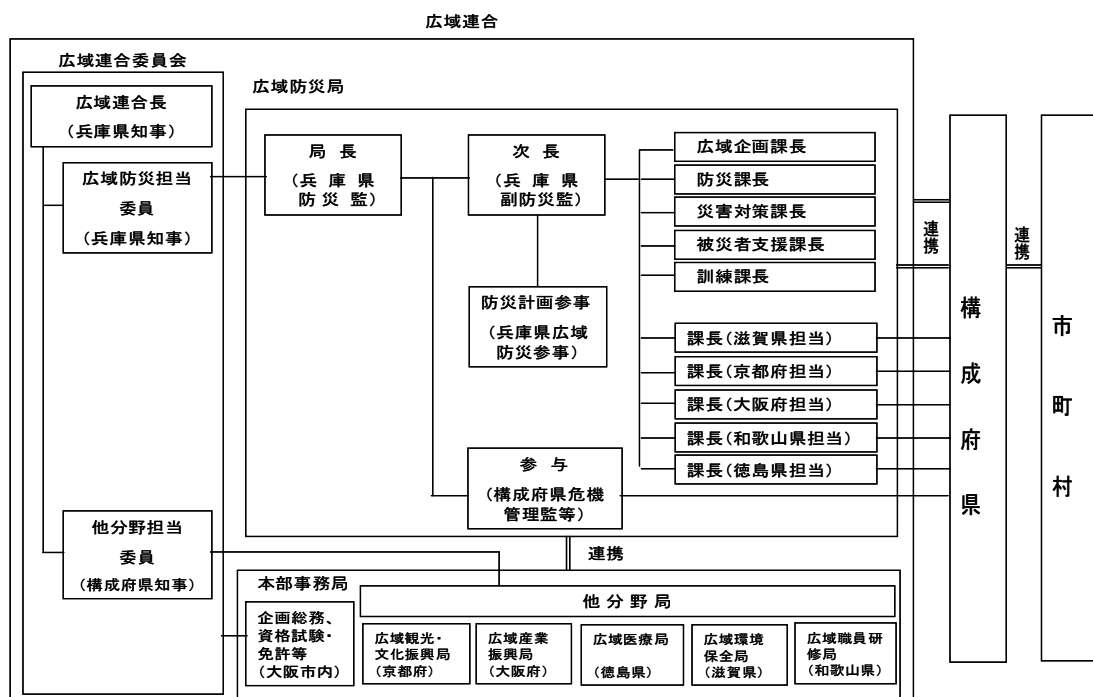 広域連合
広域連合委員会
広域連合長
(兵庫県知事)
広域防災担当
委員
(兵庫県知事)
他分野担当
委員
(構成府県知事)
広域防災局
局 長
(兵庫県
防災監)
次 長
(兵庫県
副防災監)
防災計画参事
(兵庫県広域
防災参事)
参 与
(構成府県危機
管理監等)
広域企画課長
防災課長
災害対策課長
被災者支援課長
訓練課長
課長(滋賀県担当)
課長(京都府担当)
課長(大阪府担当)
課長(和歌山県担当)
課長(徳島県担当)
連携
構成府県
連携
市町村
連携
本部事務局
企画総務、
資格試験・
免許等
(大阪市内)
他分野局
広域観光・
文化振興局
(京都府)
広域産業
振興局
(大阪府)
広域医療局
(徳島県)
広域環境
保全局
(滋賀県)
広域職員研
修局
(和歌山県)